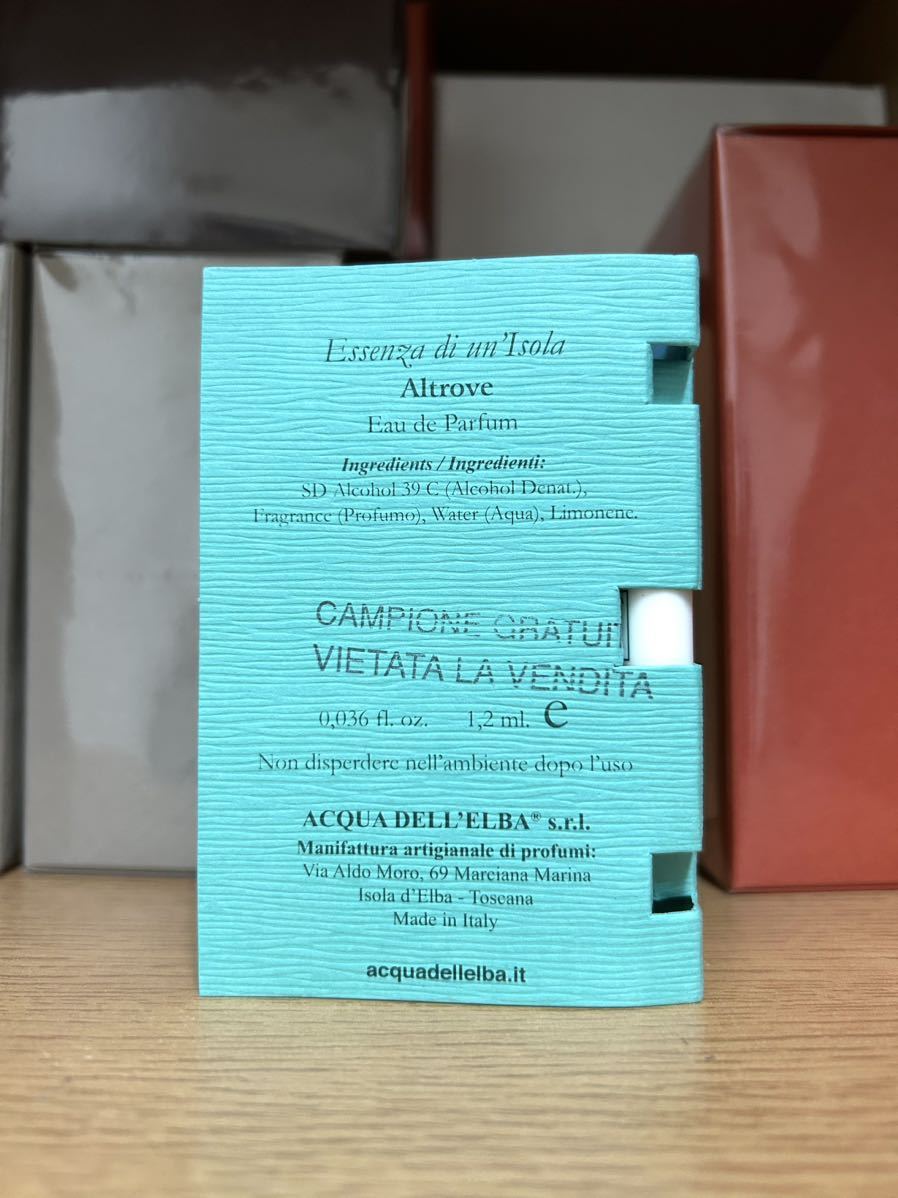 Essenza di un'Isola
Altrove
Eau de Parfum
Ingredients / Ingredienti:
SD Alcohol 39 C (Alcohol Denat.),
Fragrance (Profumo), Water (Aqua), Limonene.
CAMPIONE GRATUI
VIETATA LA VENDITA
0,036 fl. oz. 1,2 ml. e
Non disperdere nell'ambiente dopo l'uso
ACQUA DELL'ELBA® s.r.l.
Manifattura artigianale di profumi:
Via Aldo Moro, 69 Marciana Marina
Isola d'Elba - Toscana
Made in Italy
acquadellelba.it